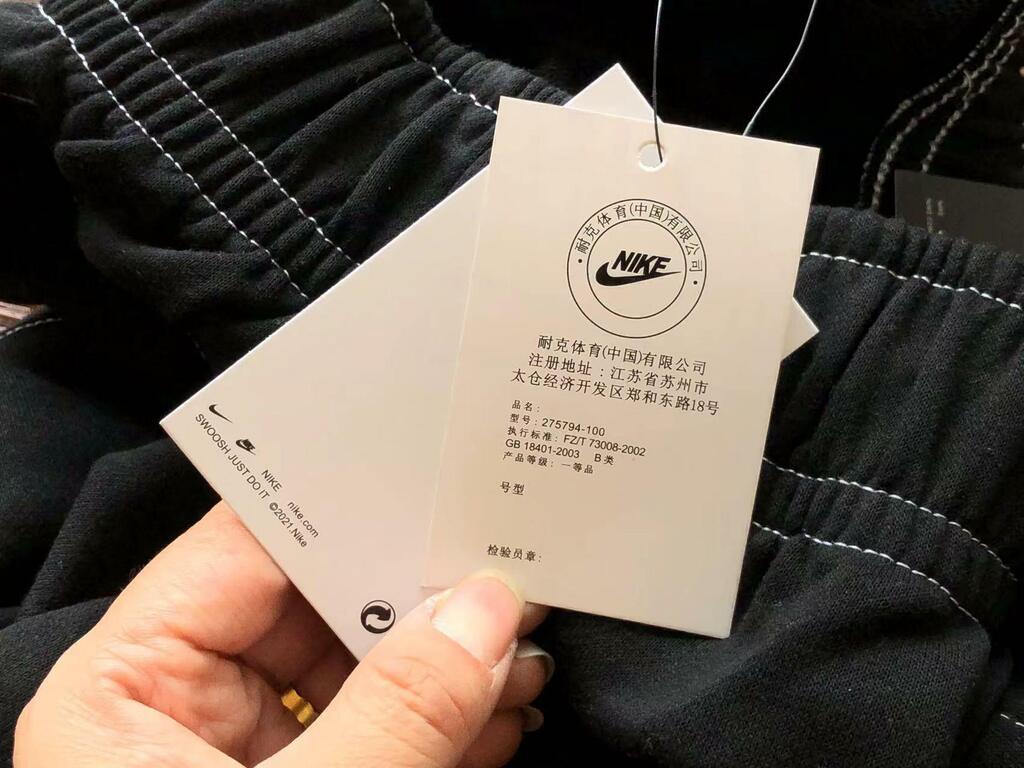 耐克体育(中国)有限公司
NIKE
耐克体育(中国)有限公司
注册地址：江苏省苏州市
太仓经济开发区郑和东路18号
品名：
型号：275794-100
执行标准：FZ/T 73008-2002
GB 18401-2003 B类
产品等级：一等品
号型
检验员章：
NIKE nike.com
SWOOSH JUST DO IT ©2021.Nike